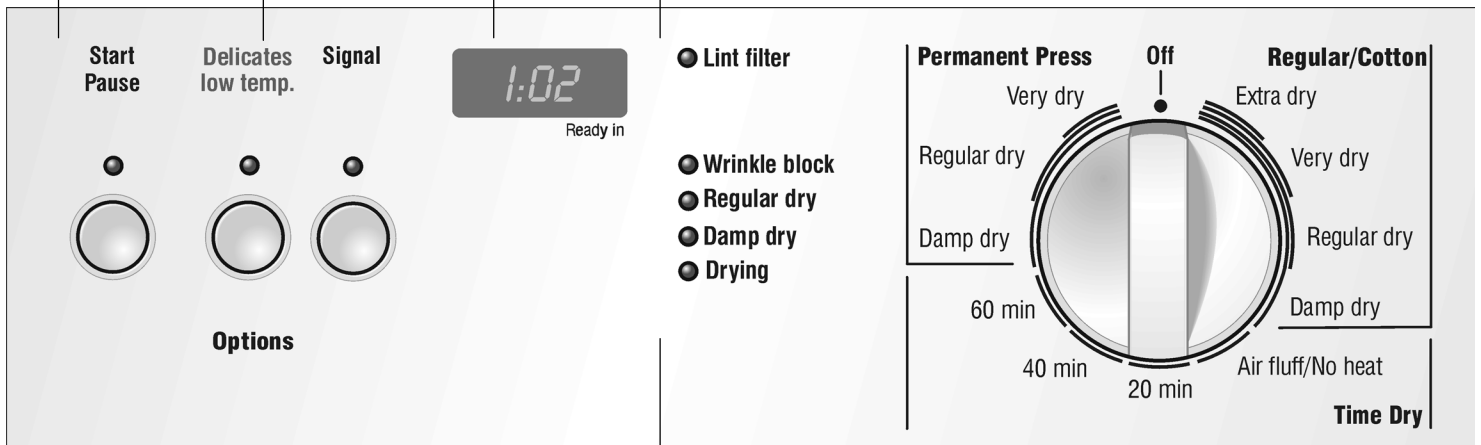 Start
Pause
Delicates
low temp.
Signal
1:02
Ready in
Options
Lint filter
Wrinkle block
Regular dry
Damp dry
Drying
Permanent Press
Off
Regular/Cotton
Very dry
Extra dry
Regular dry
Very dry
Damp dry
Regular dry
60 min
Damp dry
40 min
20 min
Air fluff/No heat
Time Dry